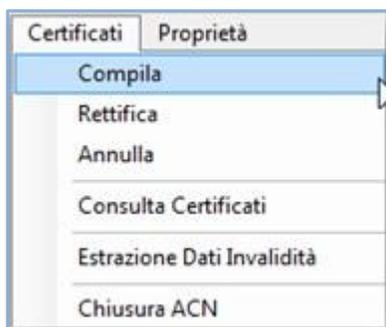 Certificati Proprietà
Compila
Rettifica
Annulla
Consulta Certificati
Estrazione Dati Invalidità
Chiusura ACN